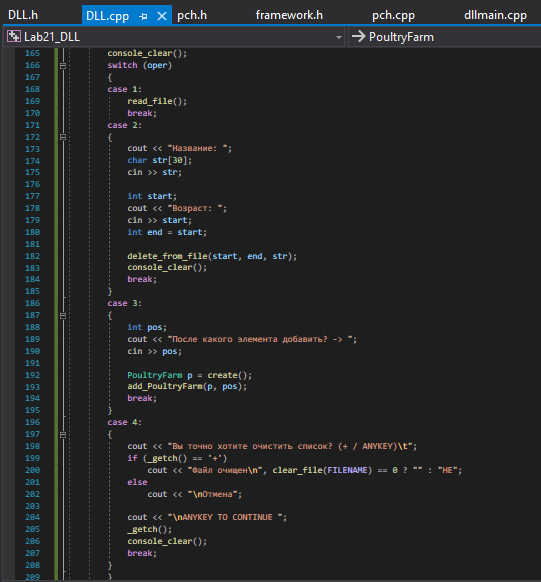 DLL.h DLL.cpp pch.h framework.h pch.cpp dllmain.cpp
Lab21_DLL PoultryFarm
165 console_clear();
166 switch (oper)
167 {
168 case 1:
169 read_file();
170 break;
171 case 2:
172 {
173 cout << "Название: ";
174 char str[30];
175 cin >> str;
176
177 int start;
178 cout << "Возраст: ";
179 cin >> start;
180 int end = start;
181
182 delete_from_file(start, end, str);
183 console_clear();
184 break;
185 }
186 case 3:
187 {
188 int pos;
189 cout << "После какого элемента добавить? -> ";
190 cin >> pos;
191
192 PoultryFarm p = create();
193 add_PoultryFarm(p, pos);
194 break;
195 }
196 case 4:
197 {
198 cout << "Вы точно хотите очистить список? (+ / ANYKEY)\t";
199 if (_getch() == '+')
200 cout << "Файл очищен\n", clear_file(FILENAME) == 0 ? "" : "НЕ";
201 else
202 cout << "\nОтмена";
203
204 cout << "\nANYKEY TO CONTINUE ";
205 _getch();
206 console_clear();
207 break;
208 }
209 }